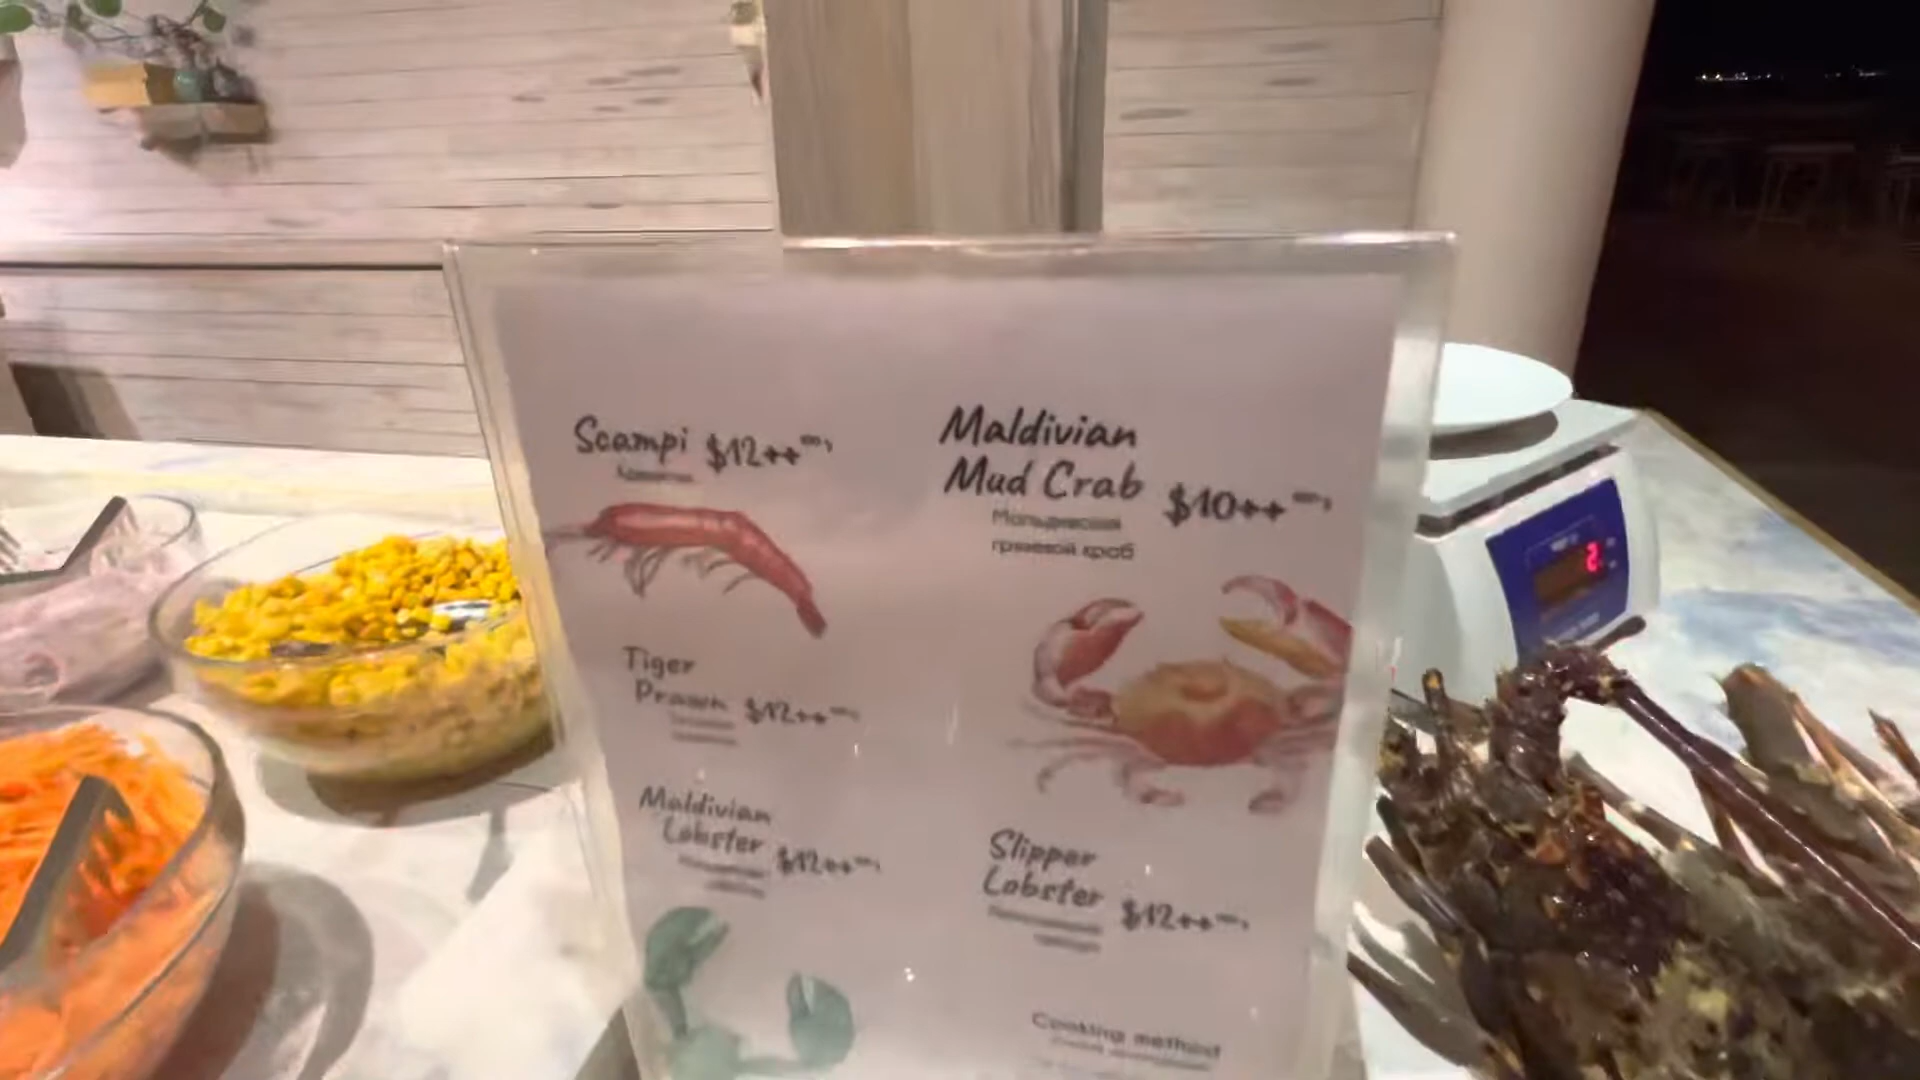 Scampi $12++
Maldivian
Mud Crab $10++
Мальдивский
грязевой краб
Tiger
Prawn $12++
Maldivian
Lobster $12++
Slipper
Lobster $12++
Cooking method